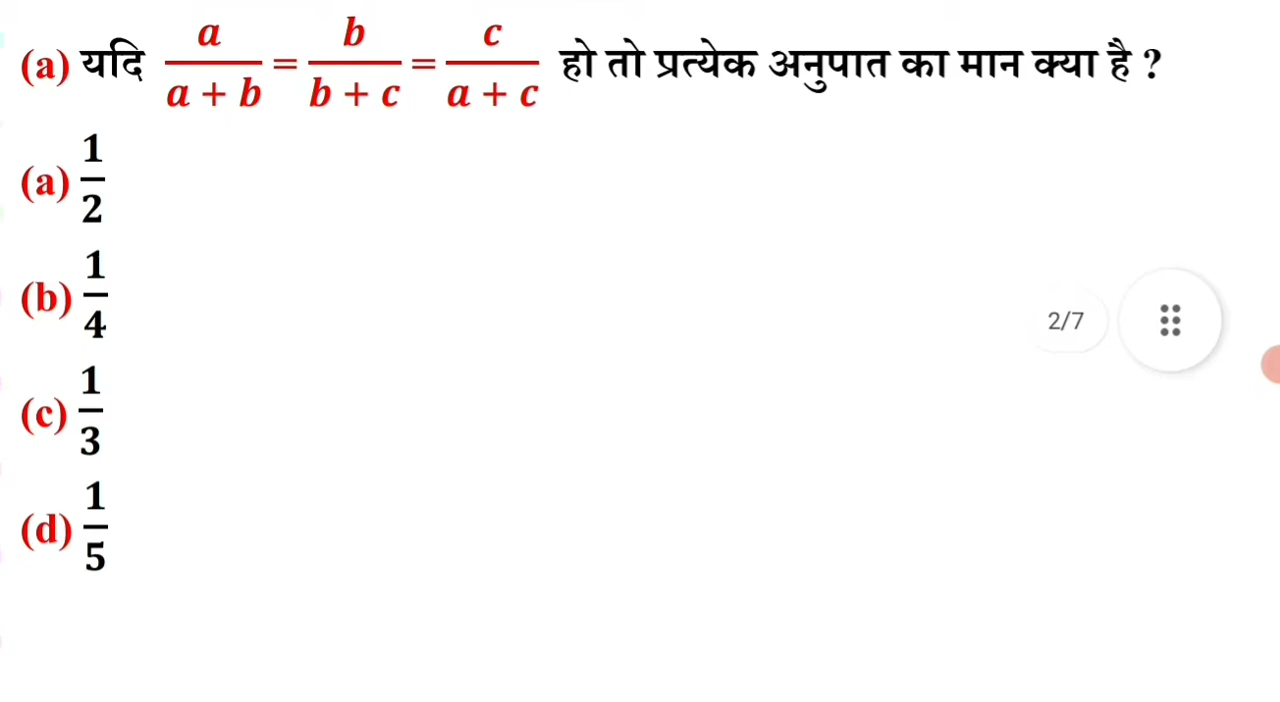 (a) यदि a/(a + b) = b/(b + c) = c/(a + c) हो तो प्रत्येक अनुपात का मान क्या है ?
(a) 1/2
(b) 1/4
2/7
(c) 1/3
(d) 1/5